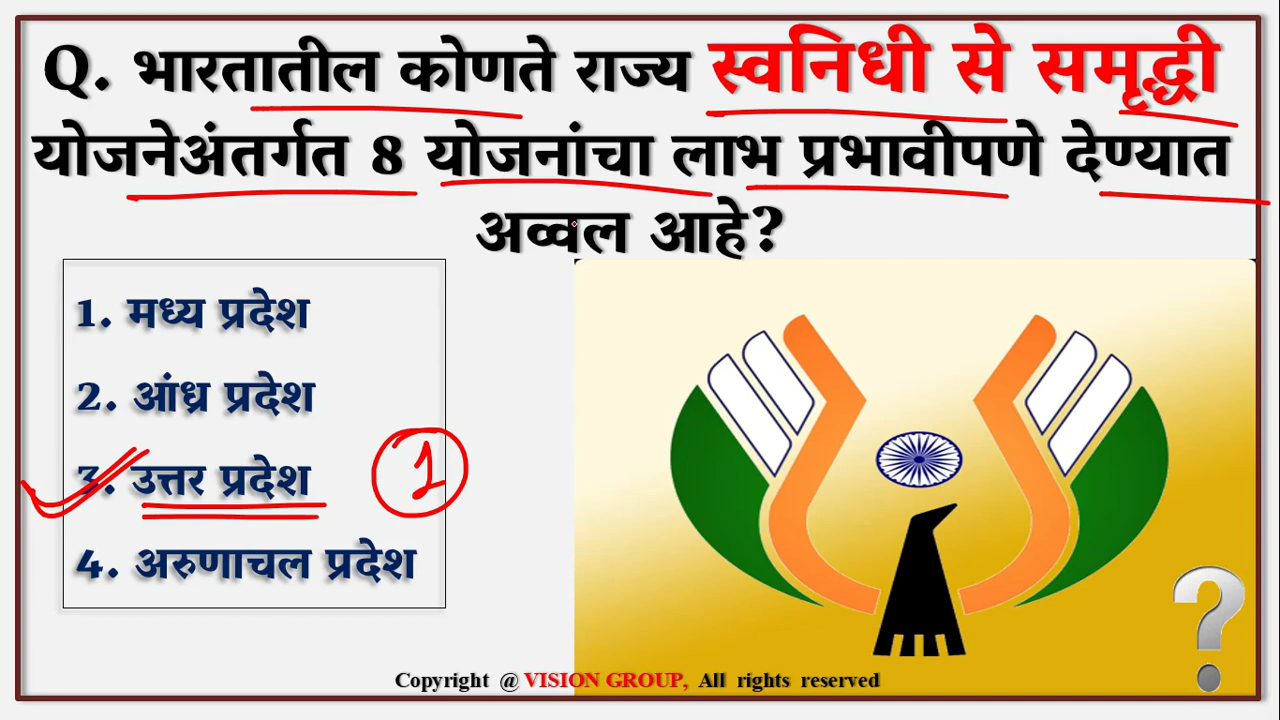 Q. भारतातील कोणते राज्य स्वनिधी से समृद्धी
योजनेअंतर्गत 8 योजनांचा लाभ प्रभावीपणे देण्यात
अव्वल आहे?
1. मध्य प्रदेश
2. आंध्र प्रदेश
3. उत्तर प्रदेश
1
4. अरुणाचल प्रदेश
?
Copyright @ VISION GROUP, All rights reserved